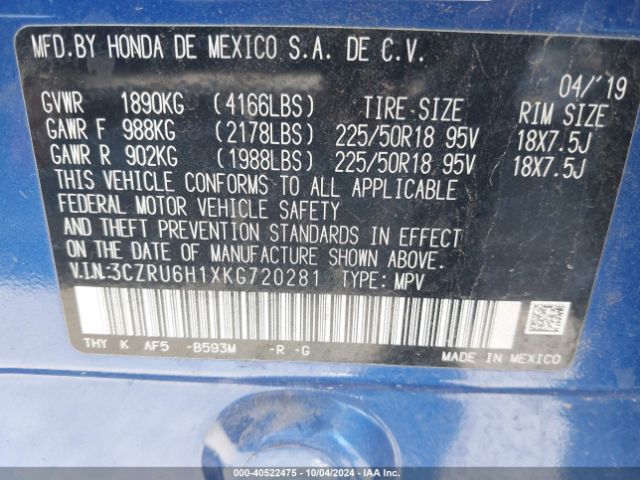 MFD.BY HONDA DE MEXICO S.A. DE C.V.
04/'19
GVWR 1890KG (4166LBS) TIRE-SIZE RIM SIZE
GAWR F 988KG (2178LBS) 225/50R18 95V 18X7.5J
GAWR R 902KG (1988LBS) 225/50R18 95V 18X7.5J
THIS VEHICLE CONFORMS TO ALL APPLICABLE
FEDERAL MOTOR VEHICLE SAFETY
AND THEFT PREVENTION STANDARDS IN EFFECT
ON THE DATE OF MANUFACTURE SHOWN ABOVE.
V.I.N.:3CZRU6H1XKG720281 TYPE: MPV
THY K AF5 -B593M -R -G
MADE IN MEXICO
000-40522475 - 10/04/2024 - IAA Inc.